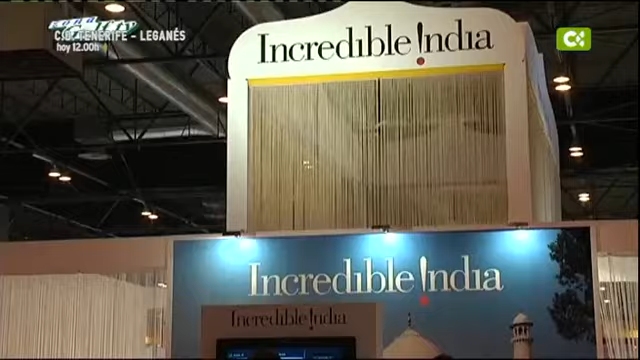 C.D. TENERIFE - LEGANÉS
hoy 12.00h
Incredible !ndia
Incredible !ndia
Incredible !ndia